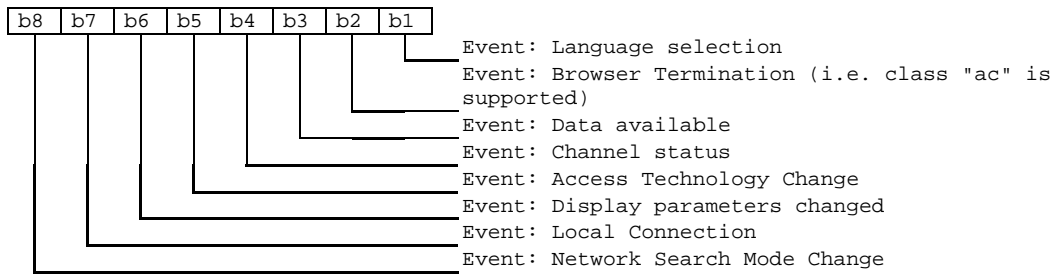 b8 b7 b6 b5 b4 b3 b2 b1
Event: Language selection
Event: Browser Termination (i.e. class "ac" is
supported)
Event: Data available
Event: Channel status
Event: Access Technology Change
Event: Display parameters changed
Event: Local Connection
Event: Network Search Mode Change